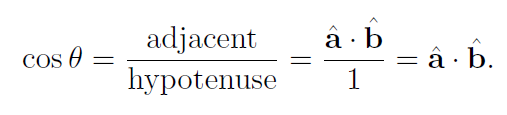 cos θ = adjacent / hypotenuse = â · b̂ / 1 = â · b̂.